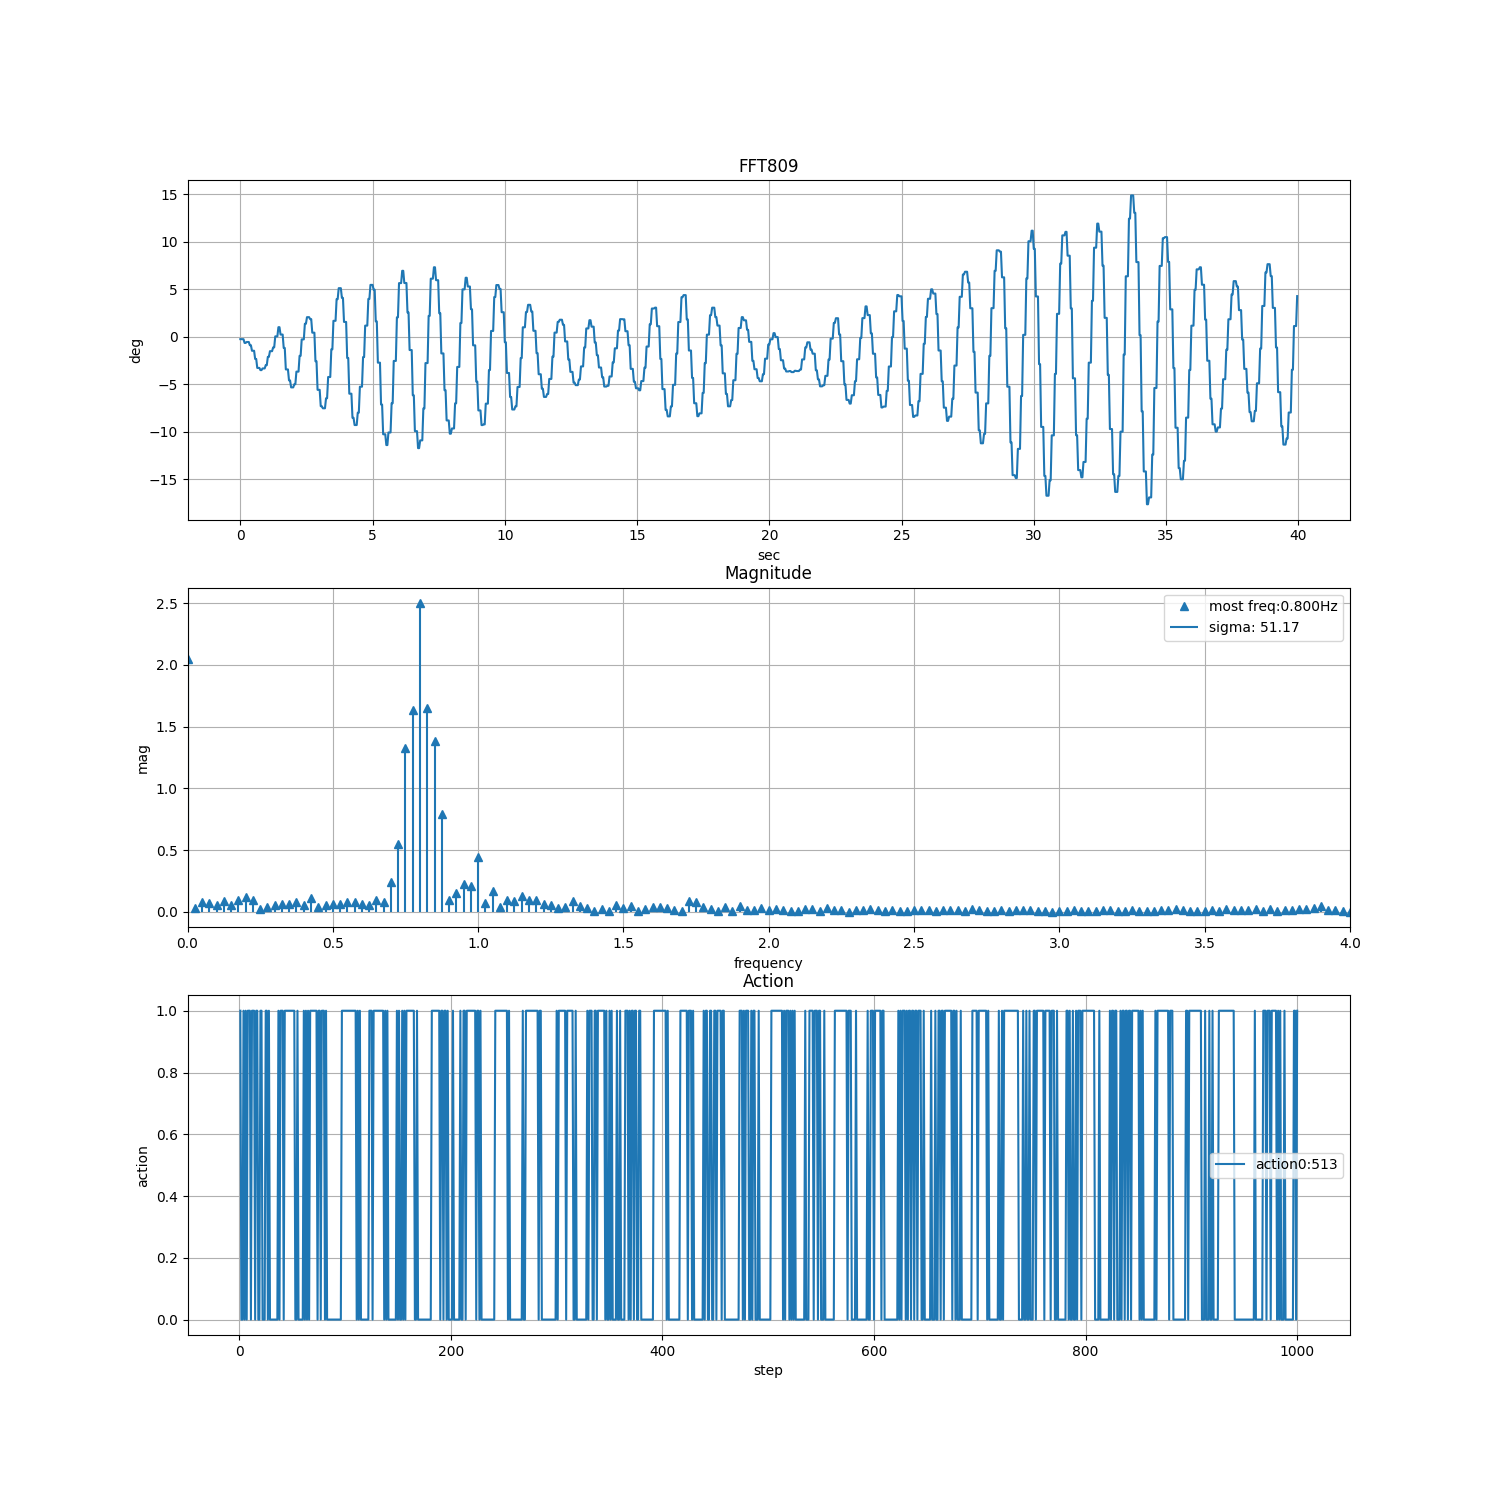 FFT809
15
10
5
0
−5
−10
−15
deg
0 5 10 15 20 25 30 35 40
sec
Magnitude
2.5
2.0
1.5
1.0
0.5
0.0
mag
most freq:0.800Hz
sigma: 51.17
0.0 0.5 1.0 1.5 2.0 2.5 3.0 3.5 4.0
frequency
Action
1.0
0.8
0.6
0.4
0.2
0.0
action
action0:513
0 200 400 600 800 1000
step